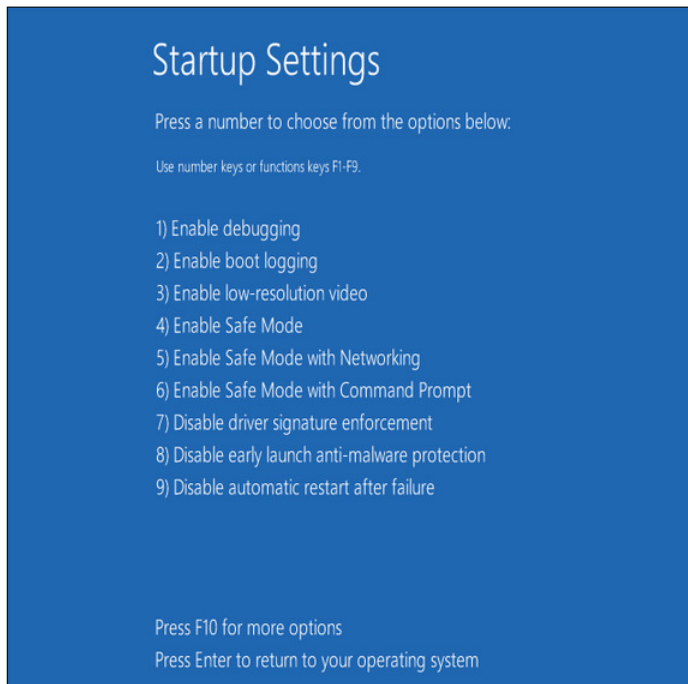 Startup Settings
Press a number to choose from the options below:
Use number keys or functions keys F1-F9.
1) Enable debugging
2) Enable boot logging
3) Enable low-resolution video
4) Enable Safe Mode
5) Enable Safe Mode with Networking
6) Enable Safe Mode with Command Prompt
7) Disable driver signature enforcement
8) Disable early launch anti-malware protection
9) Disable automatic restart after failure
Press F10 for more options
Press Enter to return to your operating system